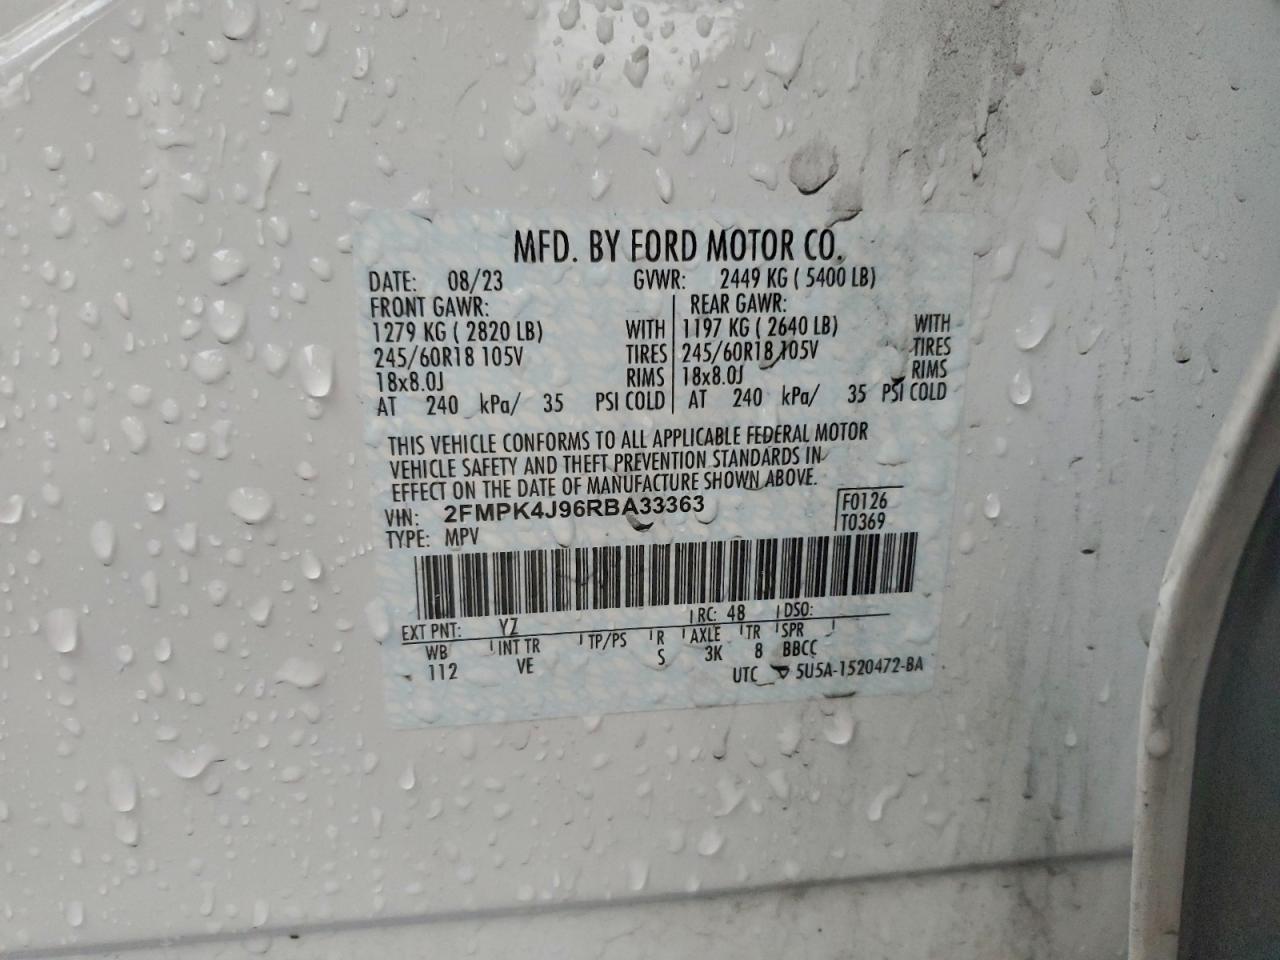 MFD. BY FORD MOTOR CO.
DATE: 08/23 GVWR: 2449 KG ( 5400 LB)
FRONT GAWR: REAR GAWR:
1279 KG ( 2820 LB) WITH 1197 KG ( 2640 LB) WITH
245/60R18 105V TIRES 245/60R18 105V TIRES
18x8.0J RIMS 18x8.0J RIMS
AT 240 kPa/ 35 PSI COLD AT 240 kPa/ 35 PSI COLD
THIS VEHICLE CONFORMS TO ALL APPLICABLE FEDERAL MOTOR
VEHICLE SAFETY AND THEFT PREVENTION STANDARDS IN
EFFECT ON THE DATE OF MANUFACTURE SHOWN ABOVE.
VIN: 2FMPK4J96RBA33363 F0126
TYPE: MPV T0369
EXT PNT: YZ RC: 48 DSO:
WB INT TR TP/PS R AXLE TR SPR
112 VE S 3K 8 BBCC
UTC 5U5A-1520472-BA